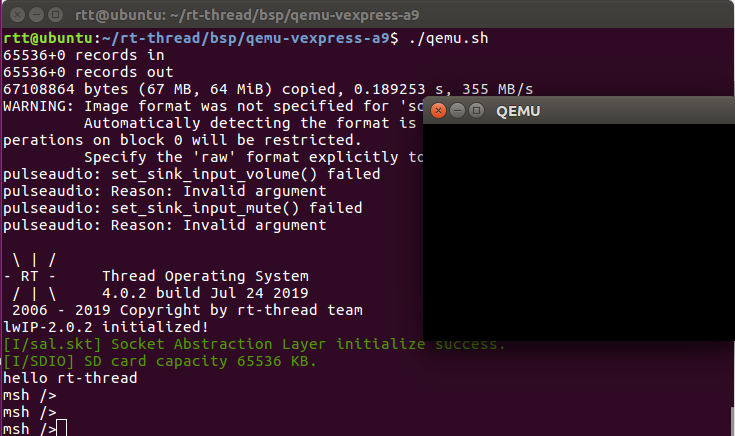 rtt@ubuntu: ~/rt-thread/bsp/qemu-vexpress-a9
rtt@ubuntu:~/rt-thread/bsp/qemu-vexpress-a9$ ./qemu.sh
65536+0 records in
65536+0 records out
67108864 bytes (67 MB, 64 MiB) copied, 0.189253 s, 355 MB/s
WARNING: Image format was not specified for 'sd
QEMU
Automatically detecting the format is
perations on block 0 will be restricted.
Specify the 'raw' format explicitly to
pulseaudio: set_sink_input_volume() failed
pulseaudio: Reason: Invalid argument
pulseaudio: set_sink_input_mute() failed
pulseaudio: Reason: Invalid argument
\ | /
- RT -     Thread Operating System
/ | \     4.0.2 build Jul 24 2019
2006 - 2019 Copyright by rt-thread team
lwIP-2.0.2 initialized!
[I/sal.skt] Socket Abstraction Layer initialize success.
[I/SDIO] SD card capacity 65536 KB.
hello rt-thread
msh />
msh />
msh />